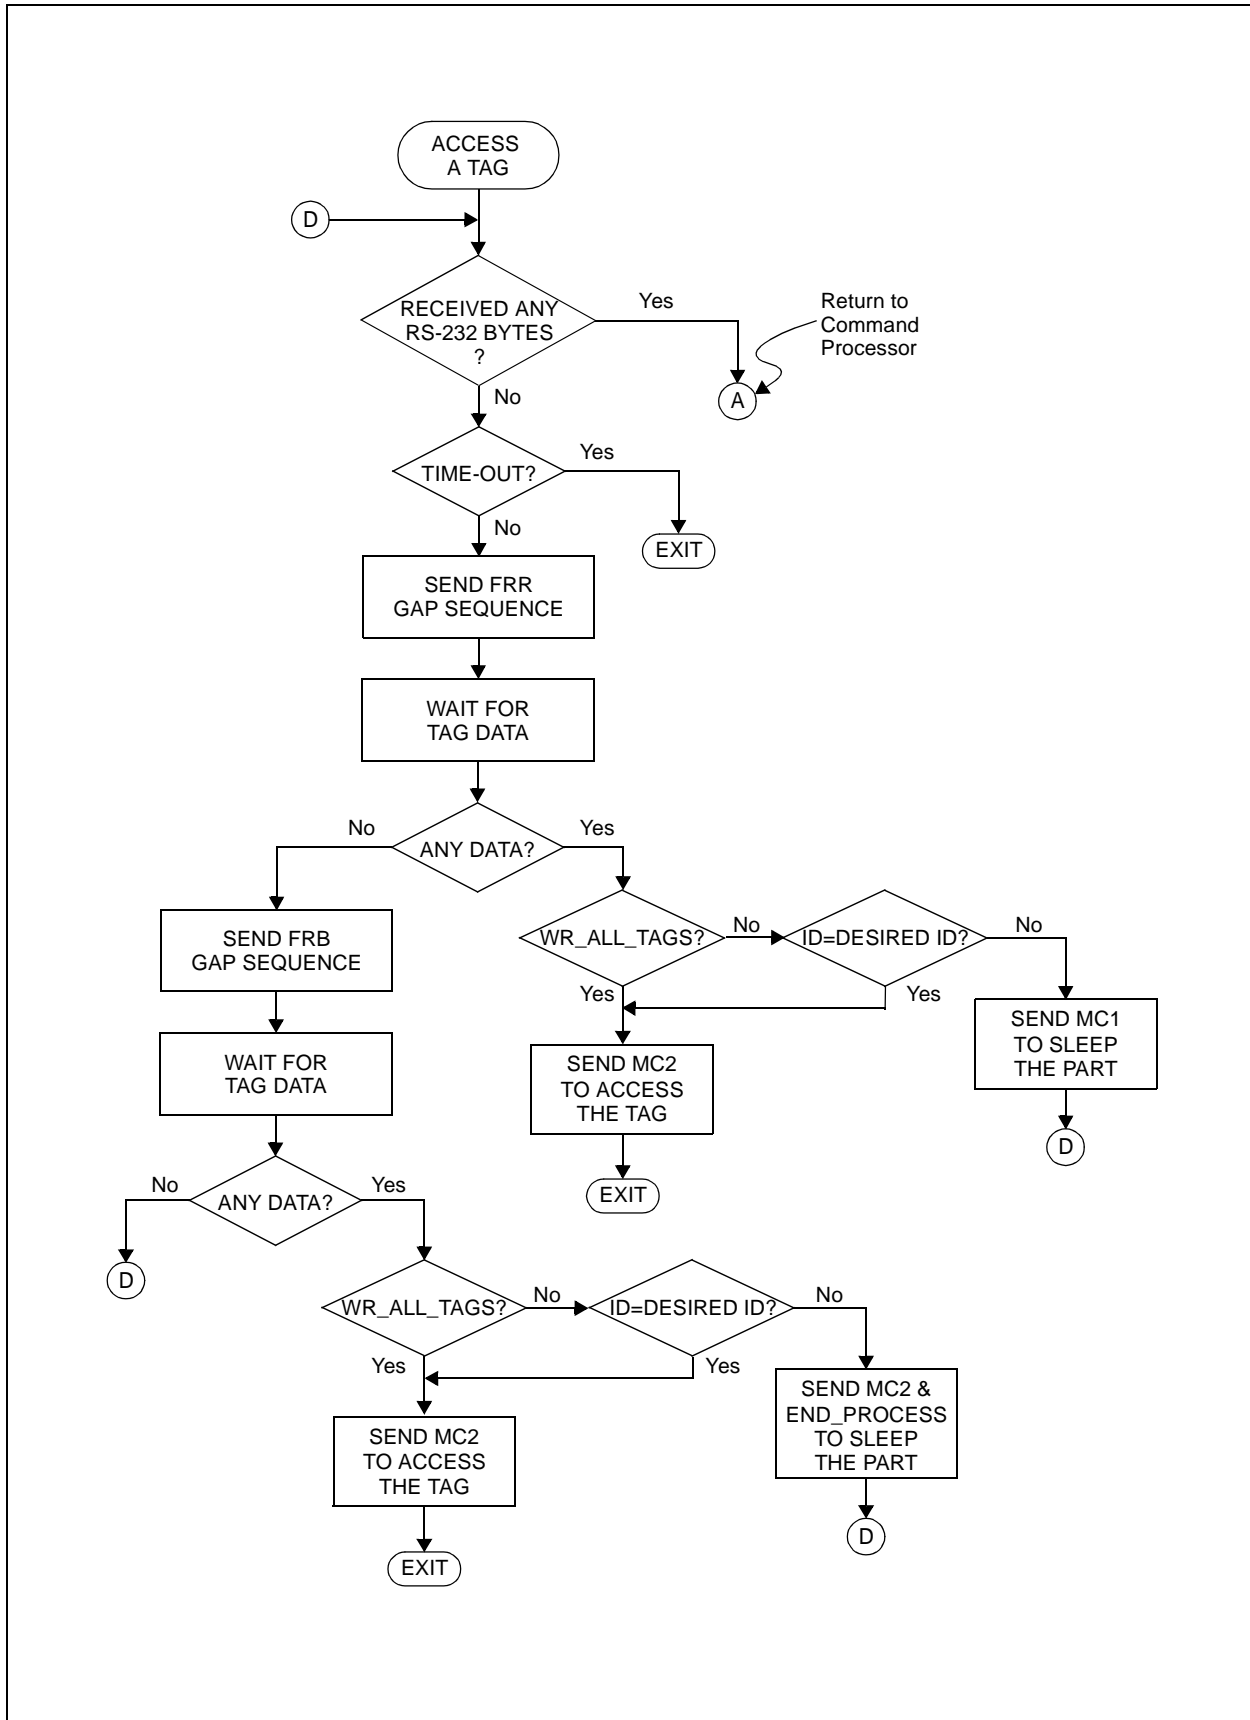 ACCESS
A TAG
D
RECEIVED ANY
RS-232 BYTES
?
Yes
Return to
Command
Processor
A
No
TIME-OUT?
Yes
No
EXIT
SEND FRR
GAP SEQUENCE
WAIT FOR
TAG DATA
No
ANY DATA?
Yes
SEND FRB
GAP SEQUENCE
WR_ALL_TAGS?
No
ID=DESIRED ID?
No
Yes
Yes
SEND MC1
TO SLEEP
THE PART
WAIT FOR
TAG DATA
SEND MC2
TO ACCESS
THE TAG
D
No
ANY DATA?
Yes
EXIT
D
WR_ALL_TAGS?
No
ID=DESIRED ID?
No
Yes
Yes
SEND MC2 &
END_PROCESS
TO SLEEP
THE PART
SEND MC2
TO ACCESS
THE TAG
D
EXIT